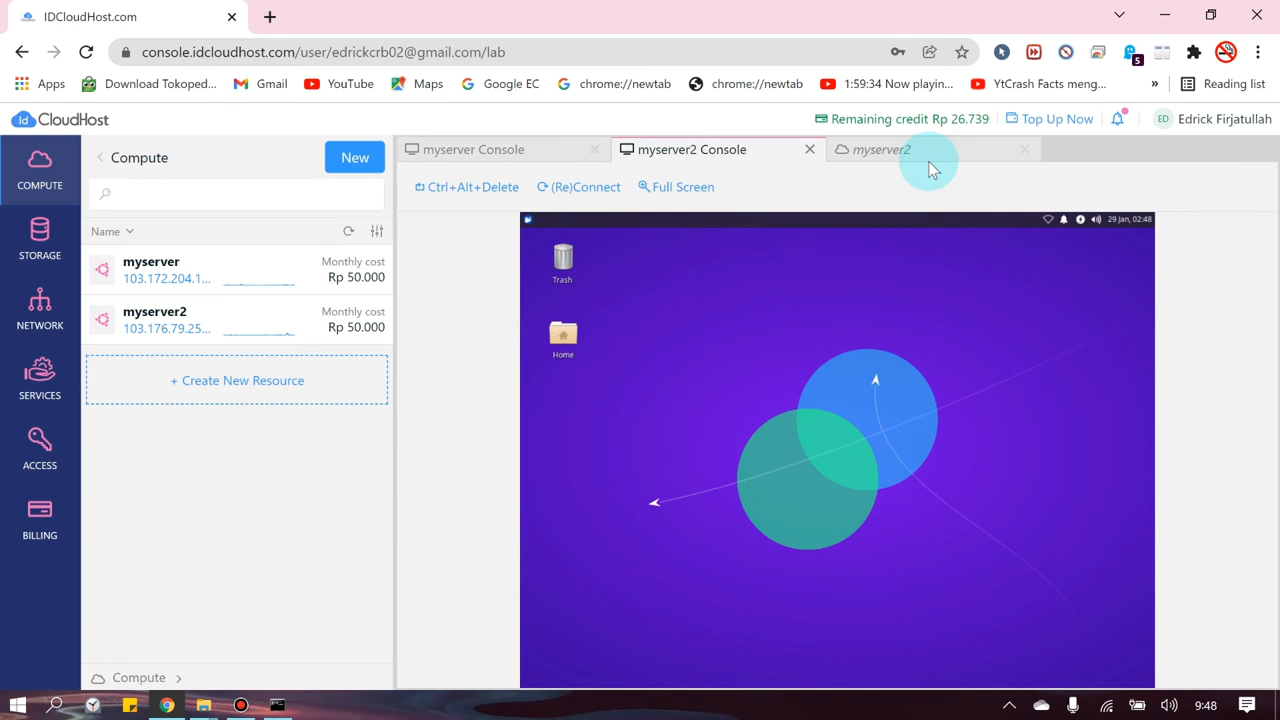 IDCloudHost.com
console.idcloudhost.com/user/edrickcrb02@gmail.com/lab
5
Apps
Download Tokoped...
Gmail
YouTube
Maps
Google EC
chrome://newtab
chrome://newtab
1:59:34 Now playin...
YtCrash Facts meng...
»
Reading list
Id CloudHost
Remaining credit Rp 26.739
Top Up Now
ED
Edrick Firjatullah
COMPUTE
STORAGE
NETWORK
SERVICES
ACCESS
BILLING
Compute
New
Name
myserver
103.172.204.1...
Monthly cost
Rp 50.000
myserver2
103.176.79.25...
Monthly cost
Rp 50.000
+ Create New Resource
Compute
myserver Console
myserver2 Console
myserver2
Ctrl+Alt+Delete
(Re)Connect
Full Screen
29 Jan, 02:48
Trash
Home
9:48